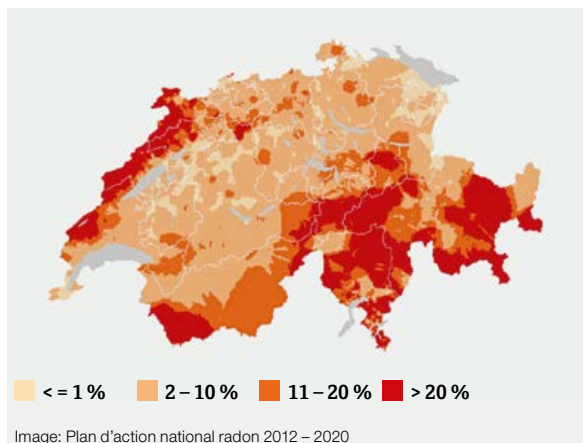 < = 1 % 2 – 10 % 11 – 20 % > 20 %
Image: Plan d'action national radon 2012 – 2020